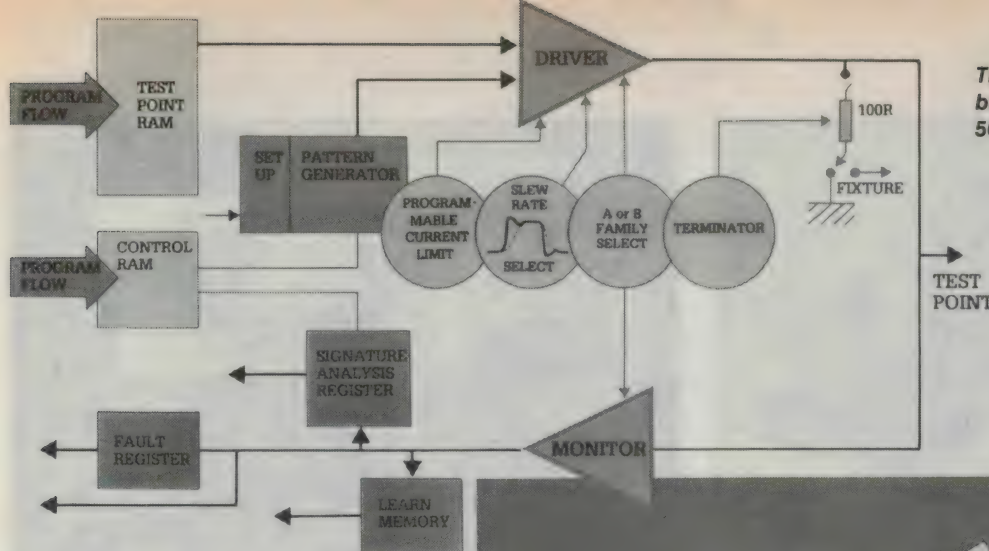 PROGRAM
FLOW
TEST
POINT
RAM
DRIVER
100R
FIXTURE
SET
UP
PATTERN
GENERATOR
PROGRAM-
MABLE
CURRENT
LIMIT
SLEW
RATE
SELECT
A or B
FAMILY
SELECT
TERMINATOR
PROGRAM
FLOW
CONTROL
RAM
TEST
POINT
SIGNATURE
ANALYSIS
REGISTER
FAULT
REGISTER
MONITOR
LEARN
MEMORY